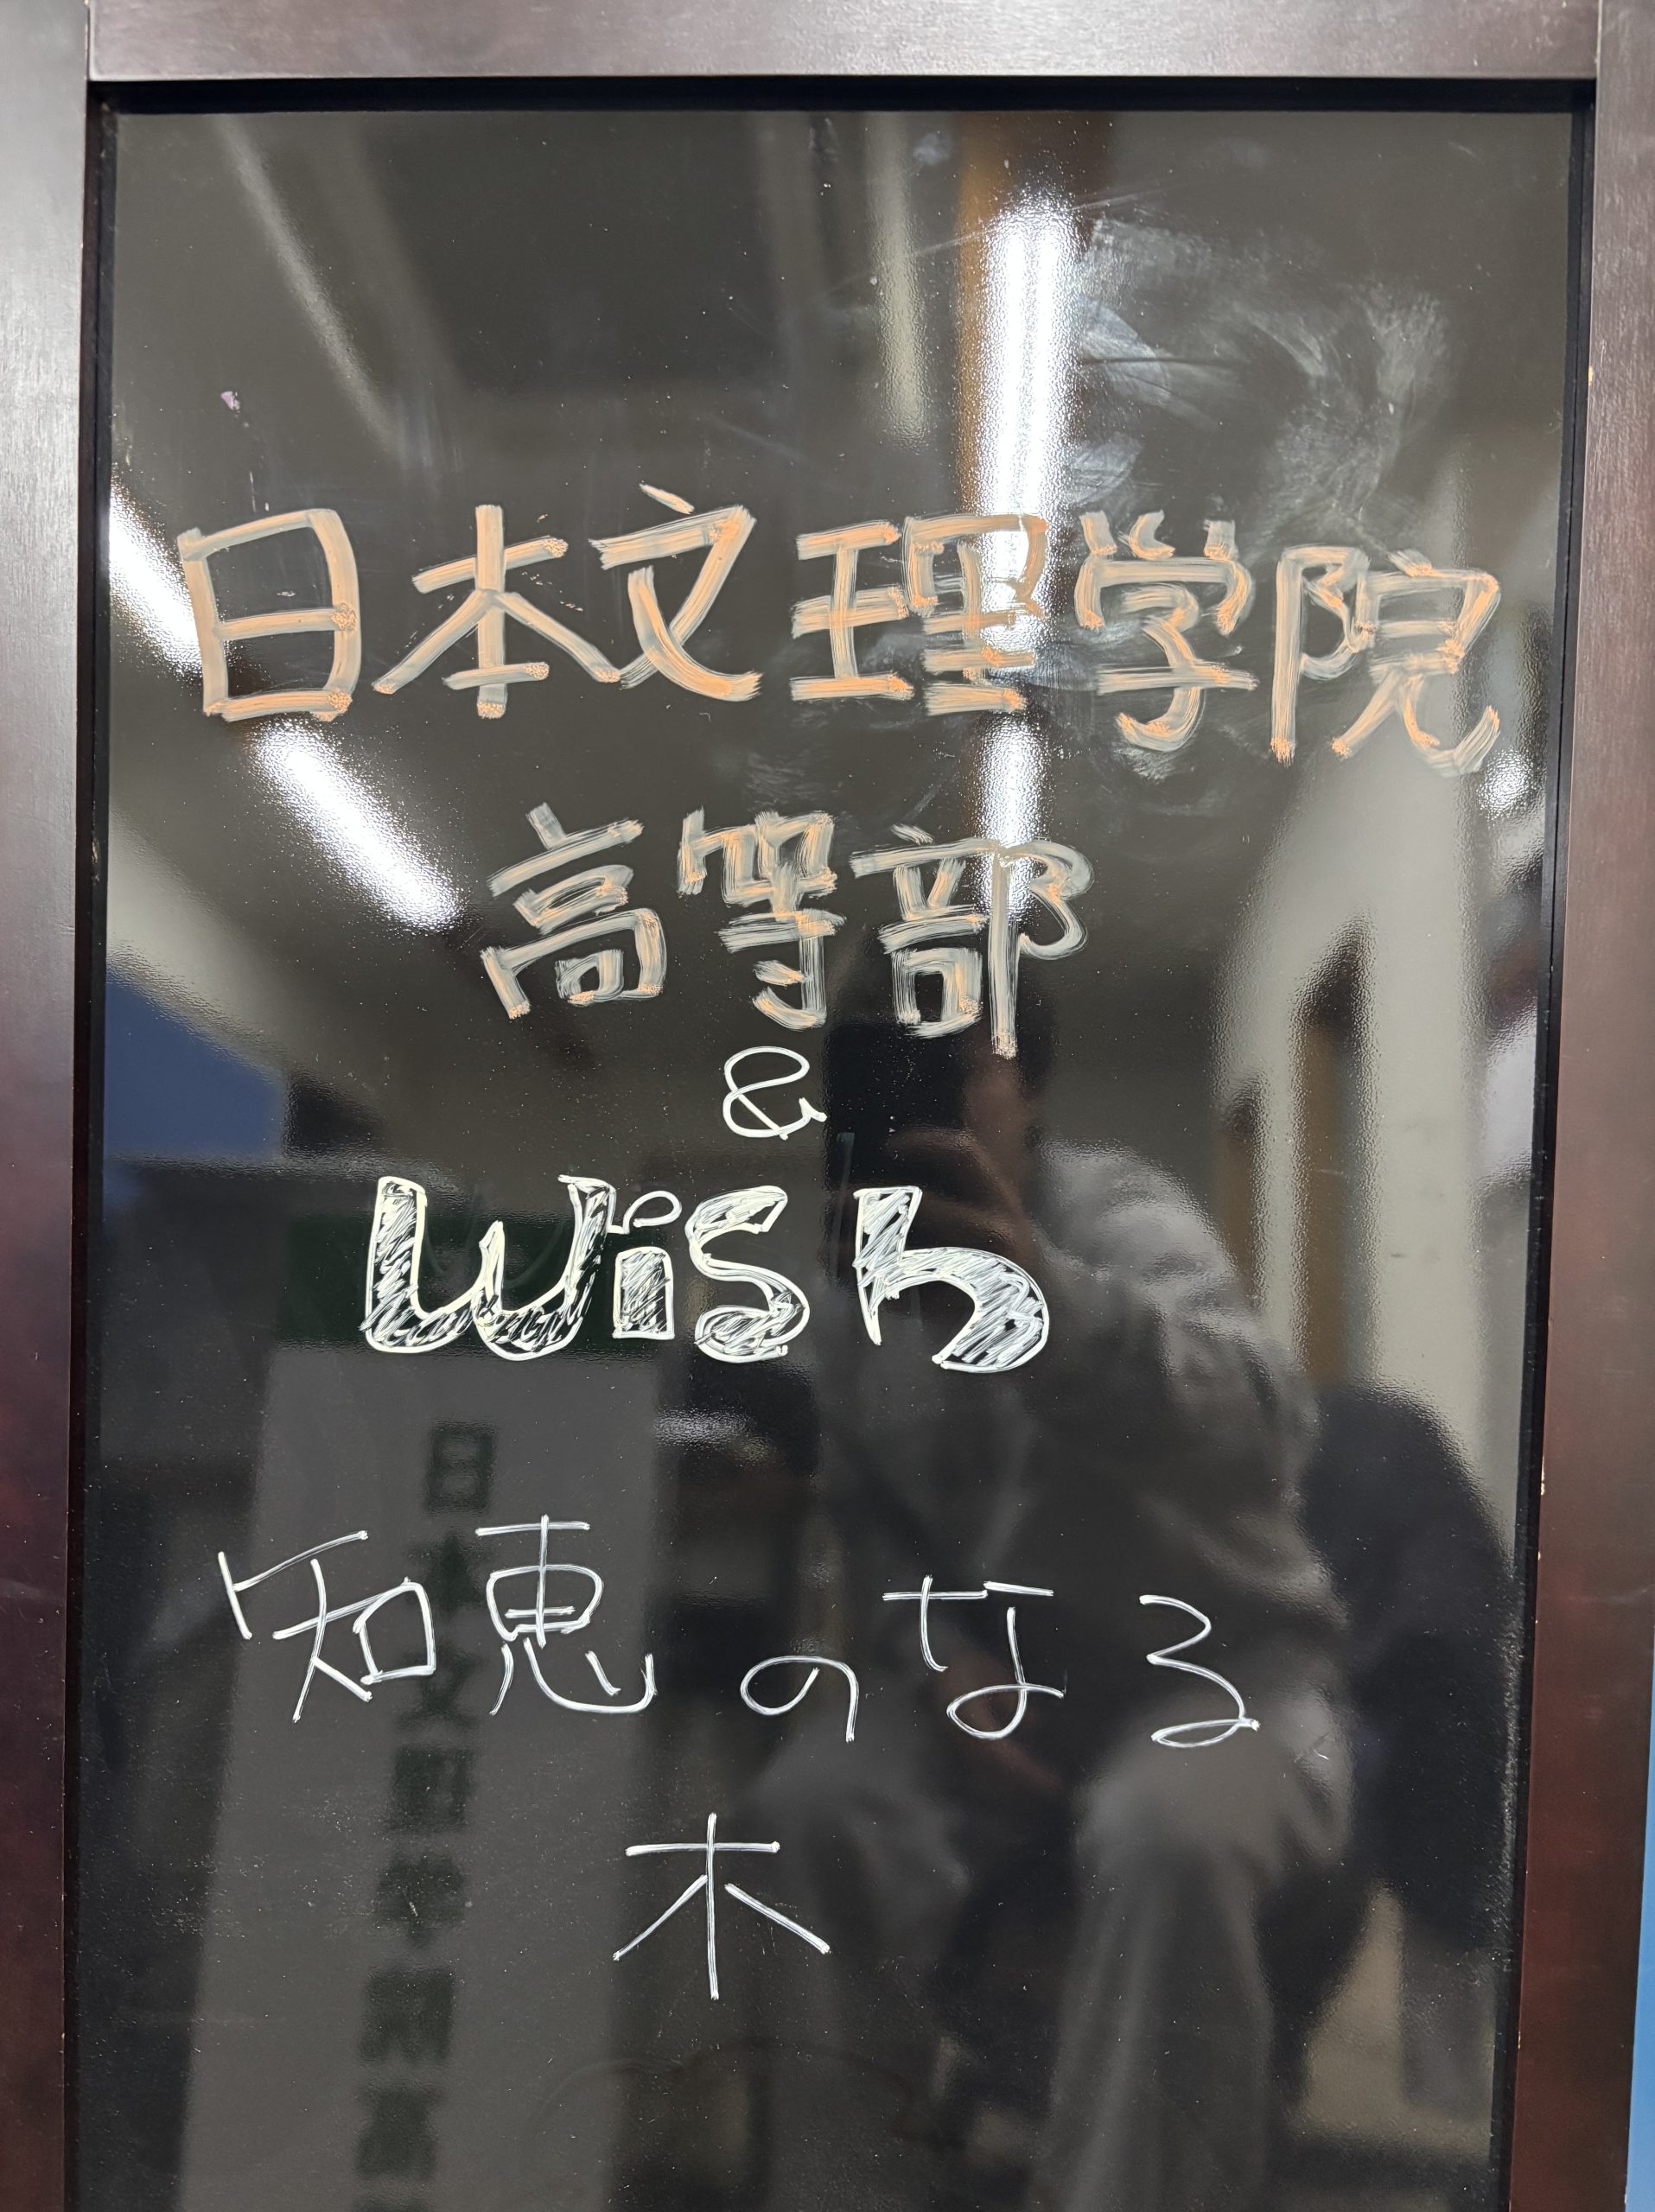 日本文理学院
高等部
&
Wish
知恵のなる
木